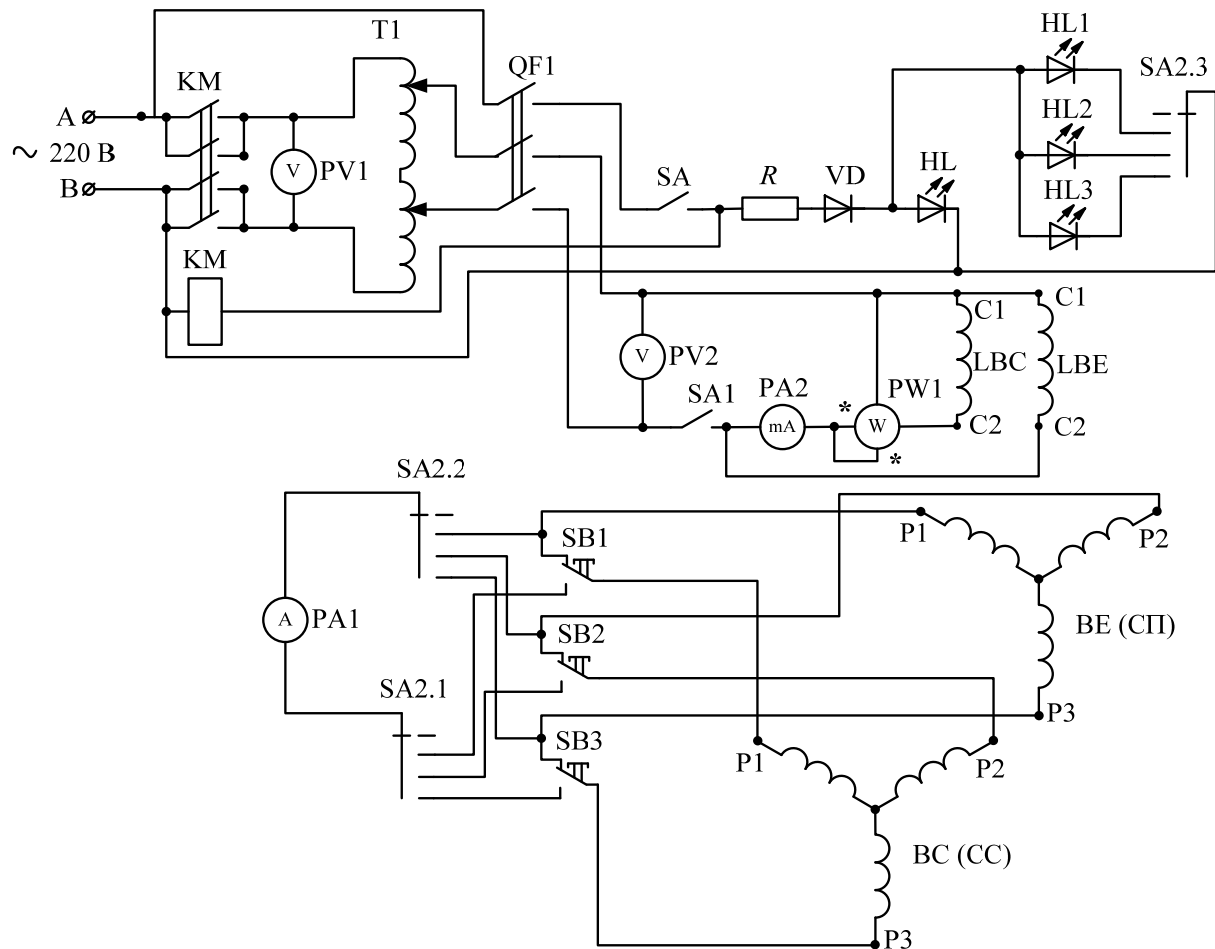 T1
HL1
KM
QF1
SA2.3
A
HL2
~ 220 В
V
PV1
SA
R
VD
HL
B
HL3
KM
C1
C1
V
PV2
LBC
LBE
SA1
PA2
PW1
*
mA
W
C2
C2
*
SA2.2
SB1
P1
P2
A
PA1
SB2
BE (СП)
SA2.1
P3
SB3
P1
P2
BC (СС)
P3